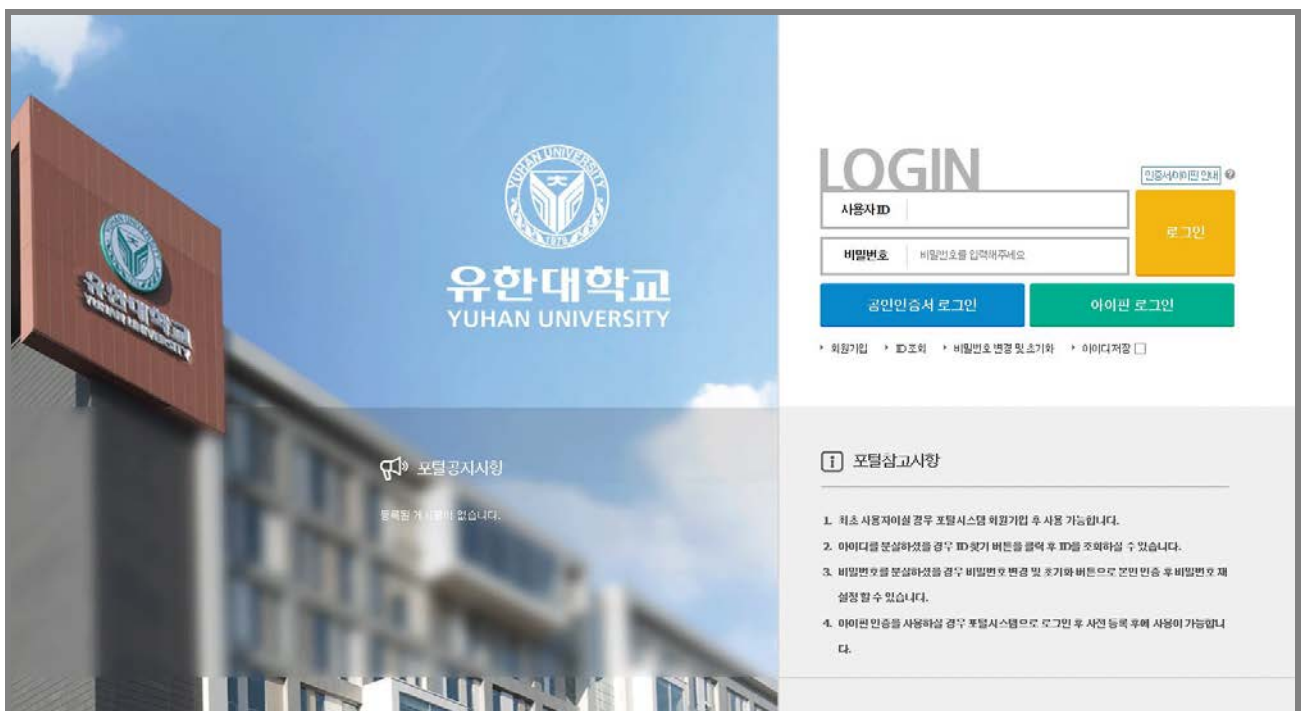 YUHAN UNIVERSITY
1978
유한대학교
YUHAN UNIVERSITY
유한대학교
YUHAN UNIVERSITY
LOGIN
인증서/아이핀 안내
사용자 ID
비밀번호 비밀번호를 입력해주세요
로그인
공인인증서 로그인 아이핀 로그인
회원가입 ID 조회 비밀번호 변경 및 초기화 아이디저장
포털공지사항
등록된 게시물이 없습니다.
포털참고사항
1. 최초 사용자이실 경우 포털시스템 회원가입 후 사용 가능합니다.
2. 아이디를 분실하셨을 경우 ID찾기 버튼을 클릭 후 ID를 조회하실 수 있습니다.
3. 비밀번호를 분실하셨을 경우 비밀번호 변경 및 초기화 버튼으로 본인 인증 후 비밀번호 재
설정 할 수 있습니다.
4. 아이핀 인증을 사용하실 경우 포털시스템으로 로그인 후 사전 등록 후에 사용이 가능합니
다.